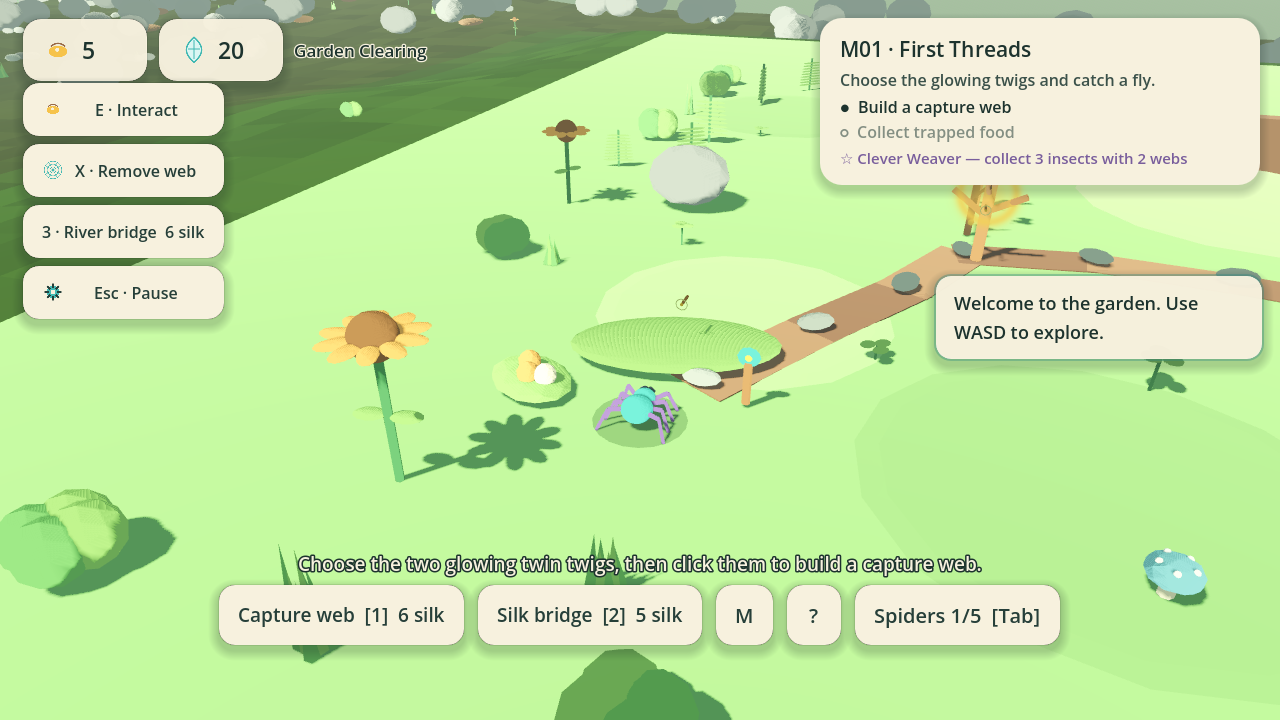 5
20
Garden Clearing
E · Interact
X · Remove web
3 · River bridge 6 silk
Esc · Pause
M01 · First Threads
Choose the glowing twigs and catch a fly.
● Build a capture web
○ Collect trapped food
☆ Clever Weaver — collect 3 insects with 2 webs
Welcome to the garden. Use
WASD to explore.
Choose the two glowing twin twigs, then click them to build a capture web.
Capture web [1] 6 silk
Silk bridge [2] 5 silk
M
?
Spiders 1/5 [Tab]